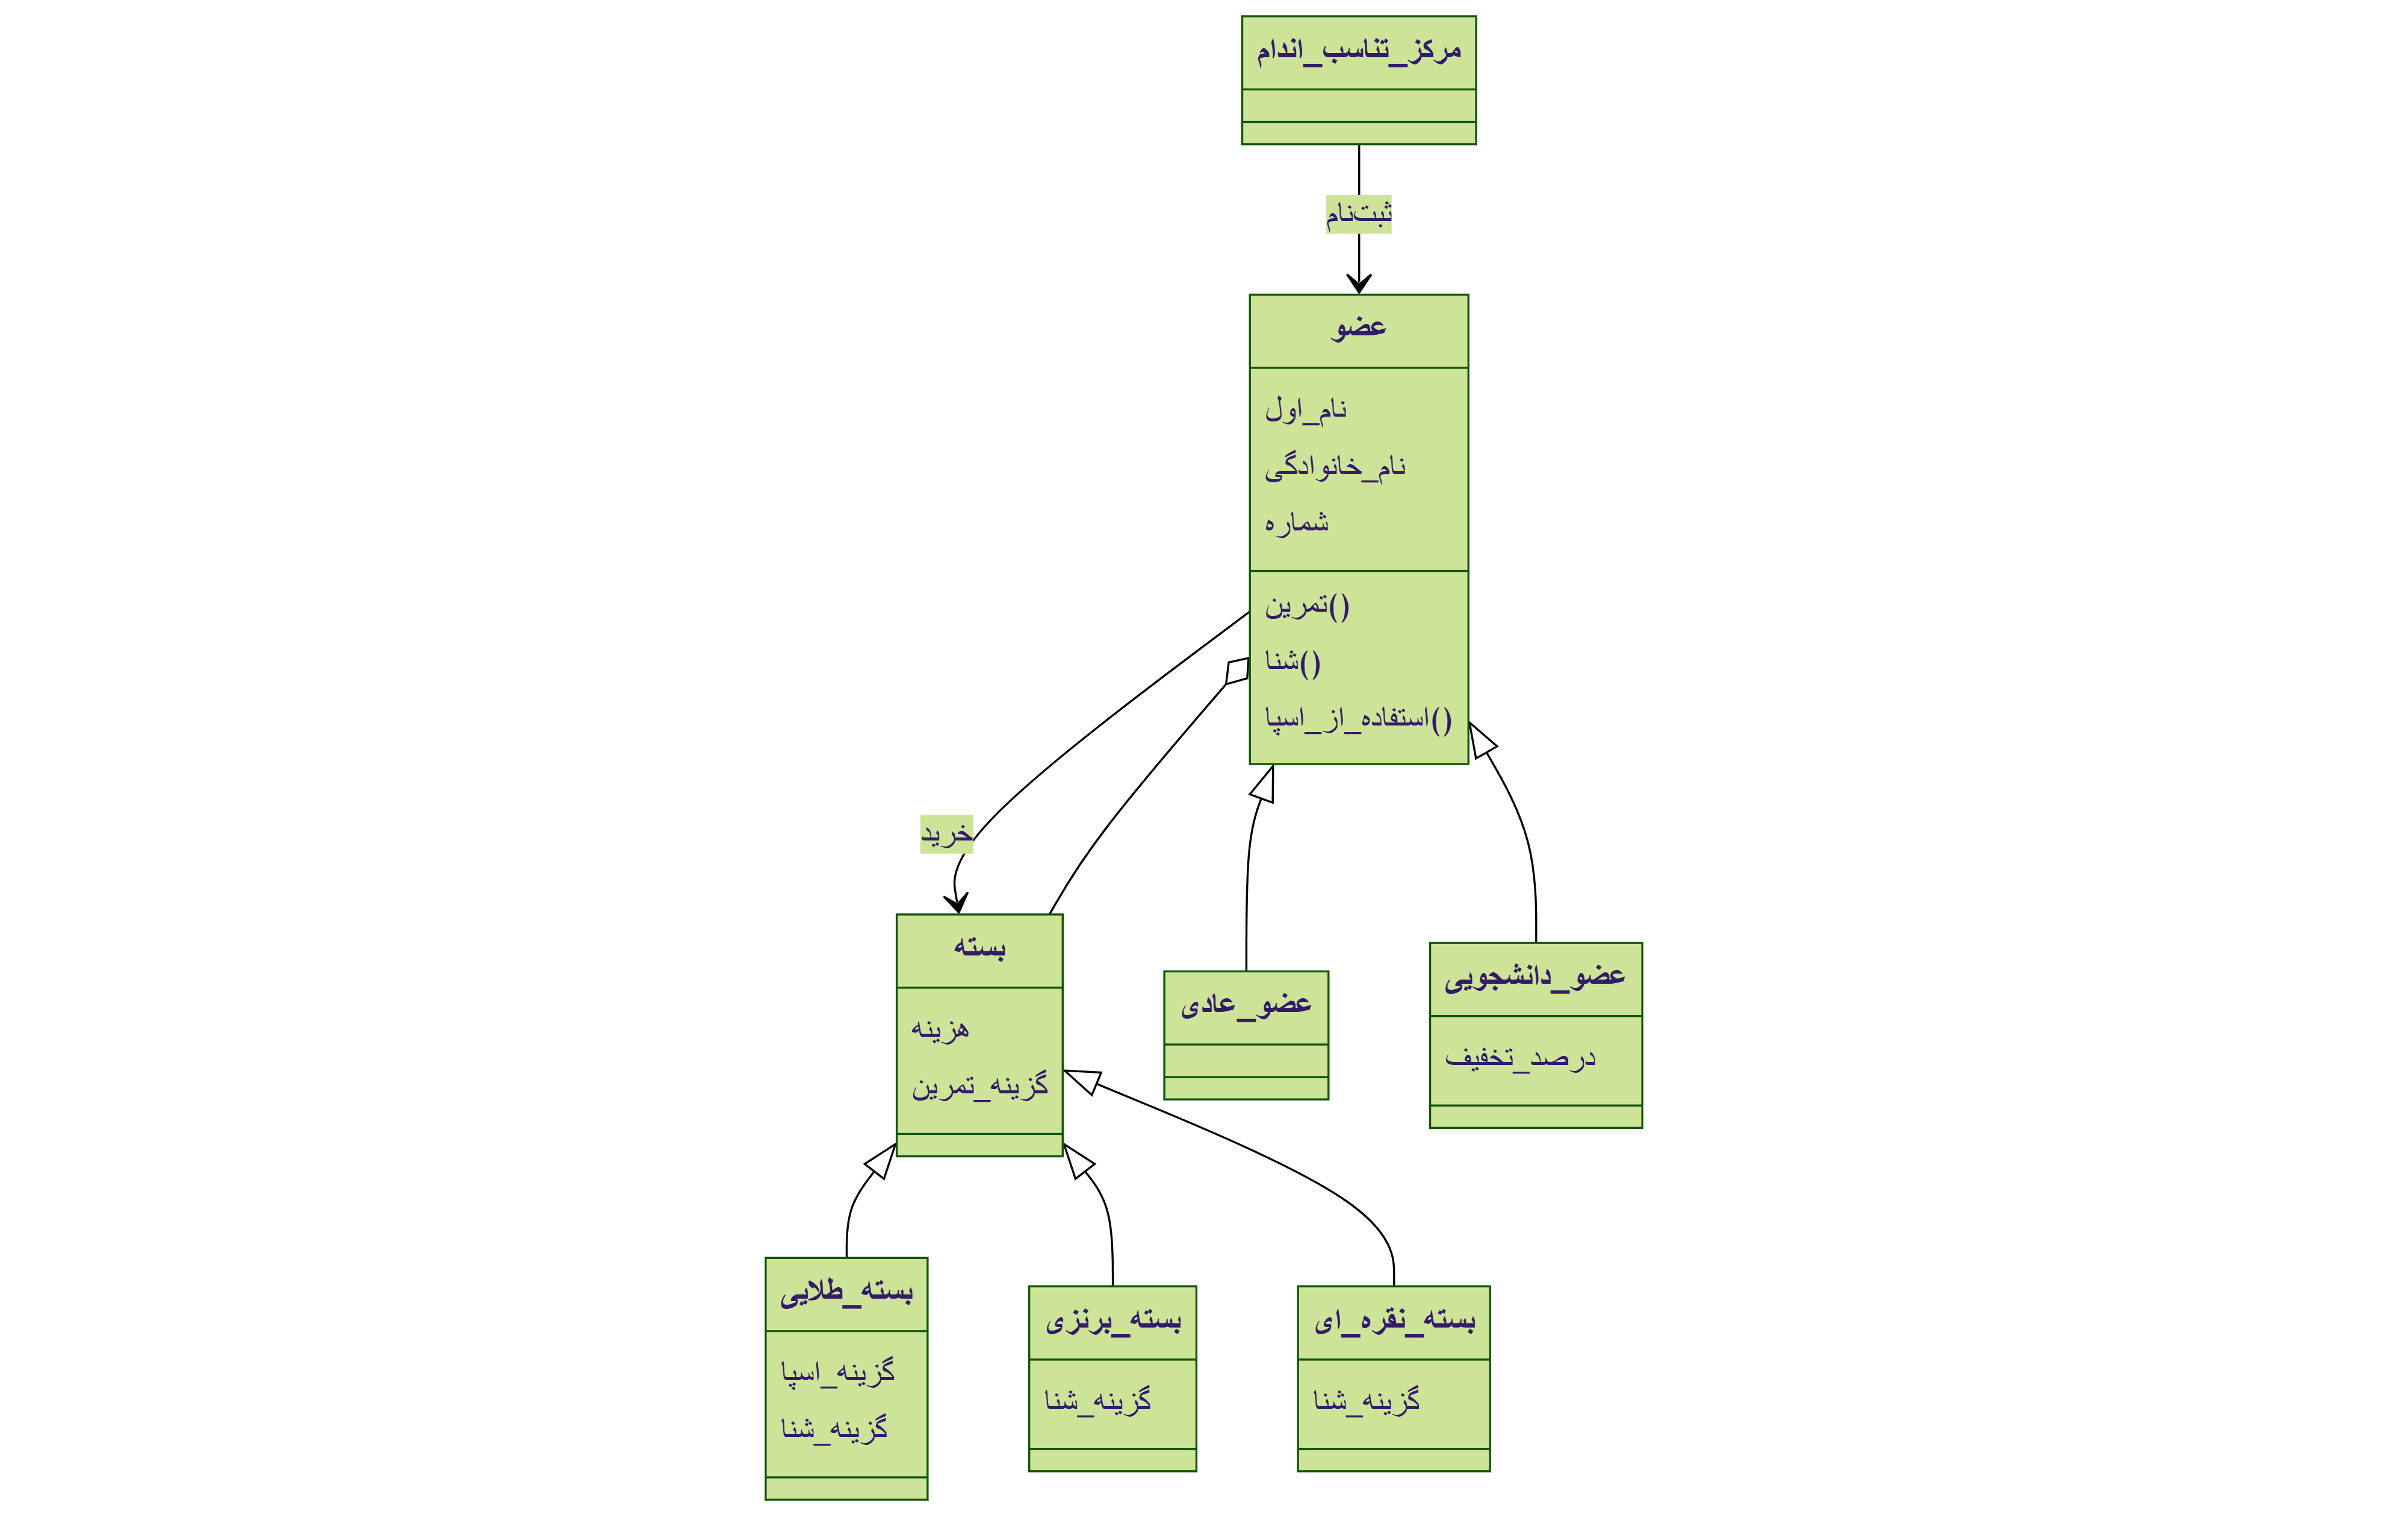 مرکز_تناسب_اندام
ثبت‌نام
عضو
نام_اول
نام_خانوادگی
شماره
تمرین()
شنا()
استفاده_از_اسپا()
خرید
بسته
هزینه
گزینه_تمرین
عضو_عادی
عضو_دانشجویی
درصد_تخفیف
بسته_طلایی
گزینه_اسپا
گزینه_شنا
بسته_برنزی
گزینه_شنا
بسته_نقره_ای
گزینه_شنا